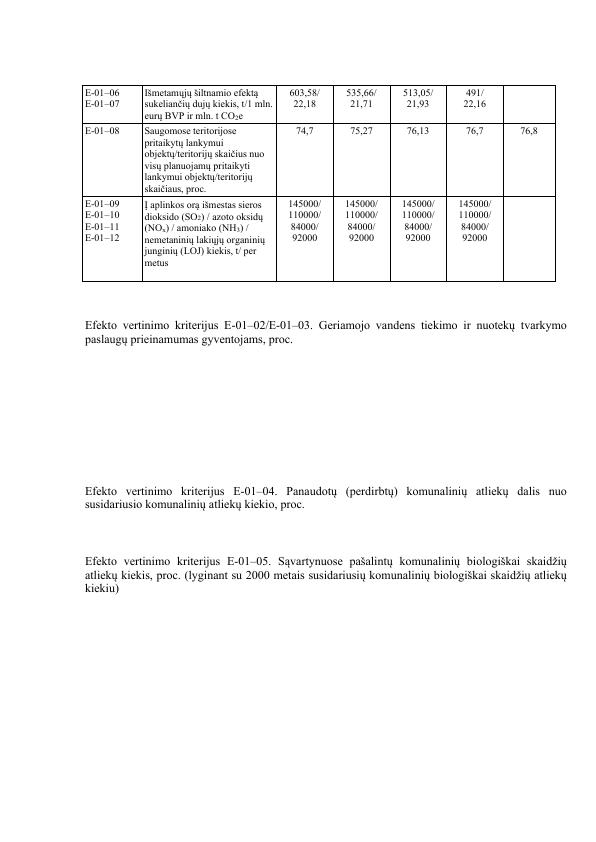 E-01–06 Išmetamųjų šiltnamio efektą 603,58/ 535,66/ 513,05/ 491/
E-01–07 sukeliančių dujų kiekis, t/1 mln. 22,18 21,71 21,93 22,16
eurų BVP ir mln. t CO₂e
E-01–08 Saugomose teritorijose 74,7 75,27 76,13 76,7 76,8
pritaikytų lankymui
objektų/teritorijų skaičius nuo
visų planuojamų pritaikyti
lankymui objektų/teritorijų
skaičiaus, proc.
E-01–09 Į aplinkos orą išmestas sieros 145000/ 145000/ 145000/ 145000/
E-01–10 dioksido (SO₂) / azoto oksidų 110000/ 110000/ 110000/ 110000/
E-01–11 (NOₓ) / amoniako (NH₃) / 84000/ 84000/ 84000/ 84000/
E-01–12 nemetaninių lakiųjų organinių 92000 92000 92000 92000
junginių (LOJ) kiekis, t/ per
metus
Efekto vertinimo kriterijus E-01–02/E-01–03. Geriamojo vandens tiekimo ir nuotekų tvarkymo
paslaugų prieinamumas gyventojams, proc.
Efekto vertinimo kriterijus E-01–04. Panaudotų (perdirbtų) komunalinių atliekų dalis nuo
susidariusio komunalinių atliekų kiekio, proc.
Efekto vertinimo kriterijus E-01–05. Sąvartynuose pašalintų komunalinių biologiškai skaidžių
atliekų kiekis, proc. (lyginant su 2000 metais susidariusių komunalinių biologiškai skaidžių atliekų
kiekiu)